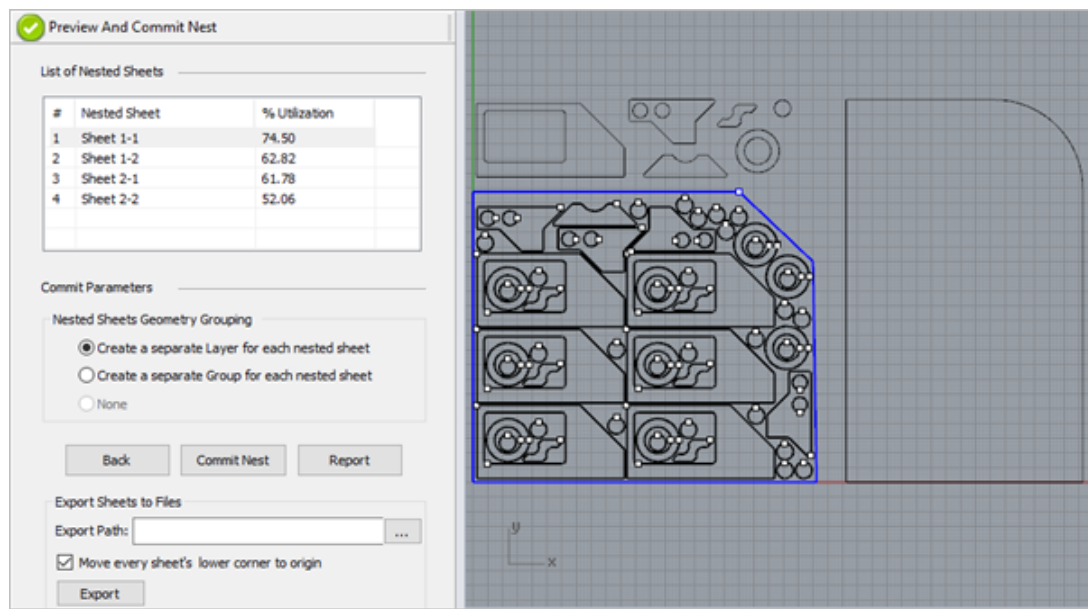 Preview And Commit Nest
List of Nested Sheets
# Nested Sheet % Utilization
1 Sheet 1-1 74.50
2 Sheet 1-2 62.82
3 Sheet 2-1 61.78
4 Sheet 2-2 52.06
Commit Parameters
Nested Sheets Geometry Grouping
Create a separate Layer for each nested sheet
Create a separate Group for each nested sheet
None
Back Commit Nest Report
Export Sheets to Files
Export Path: ...
Move every sheet's lower corner to origin
Export
y
x